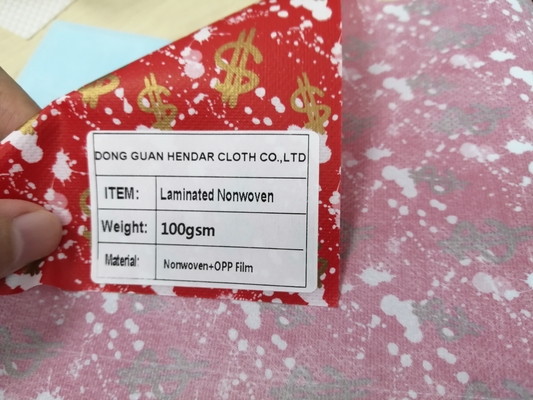 DONG GUAN HENDAR CLOTH CO.,LTD
ITEM: Laminated Nonwoven
Weight: 100gsm
Material: Nonwoven+OPP Film